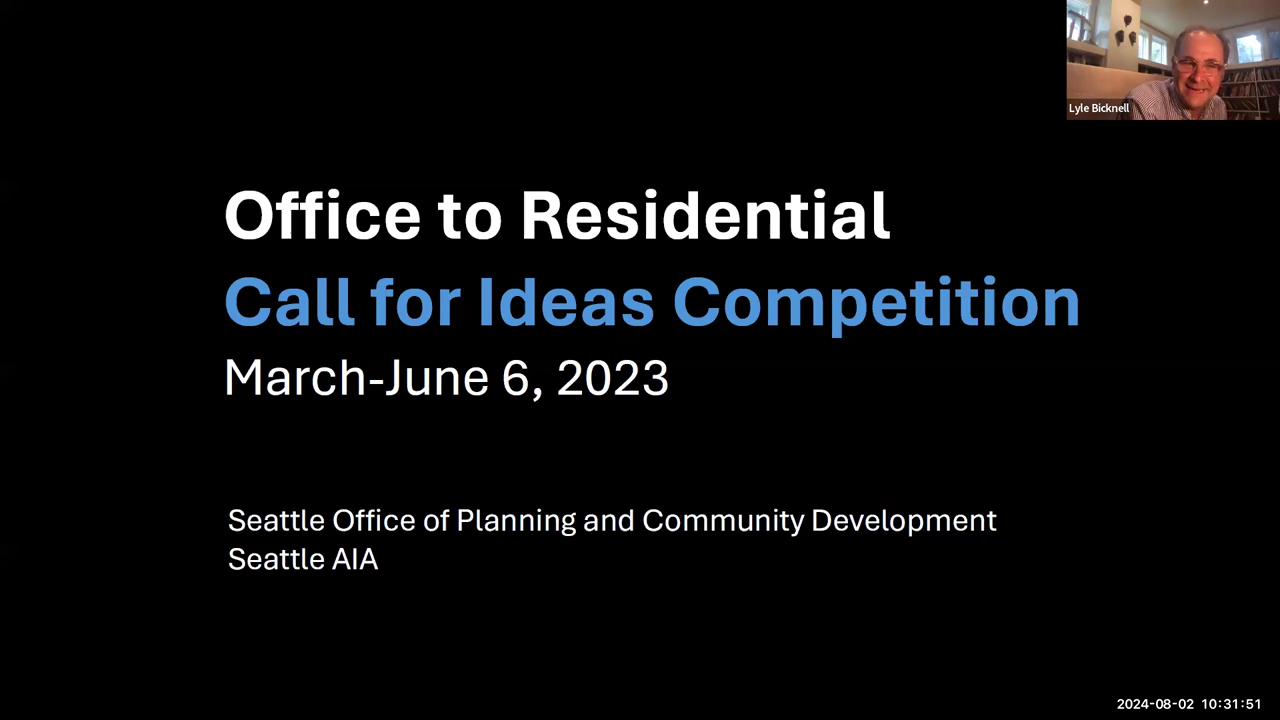 Lyle Bicknell
Office to Residential
Call for Ideas Competition
March-June 6, 2023
Seattle Office of Planning and Community Development
Seattle AIA
2024-08-02 10:31:51